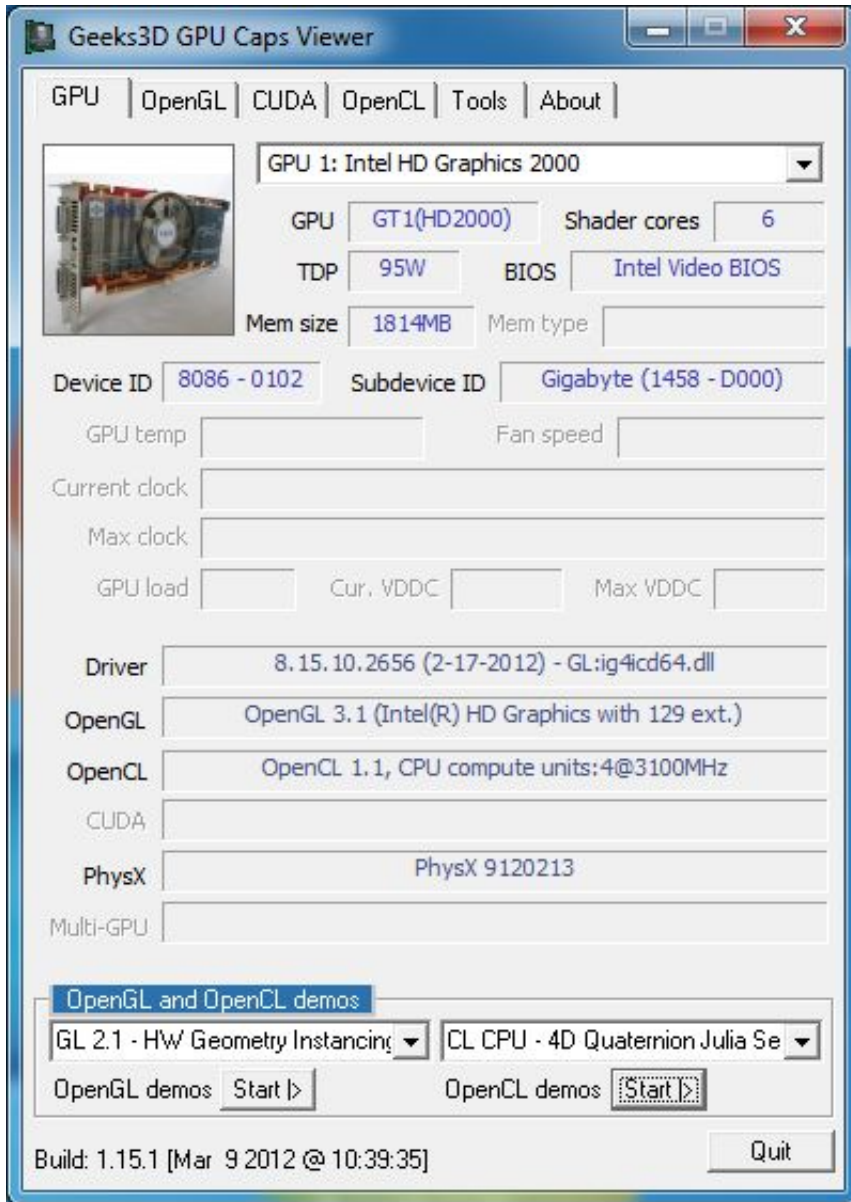 Geeks3D GPU Caps Viewer
GPU OpenGL CUDA OpenCL Tools About
GPU 1: Intel HD Graphics 2000
GPU GT1(HD2000) Shader cores 6
TDP 95W BIOS Intel Video BIOS
Mem size 1814MB Mem type
Device ID 8086 - 0102 Subdevice ID Gigabyte (1458 - D000)
GPU temp Fan speed
Current clock
Max clock
GPU load Cur. VDDC Max VDDC
Driver 8.15.10.2656 (2-17-2012) - GL:ig4icd64.dll
OpenGL OpenGL 3.1 (Intel(R) HD Graphics with 129 ext.)
OpenCL OpenCL 1.1, CPU compute units:4@3100MHz
CUDA
PhysX PhysX 9120213
Multi-GPU
OpenGL and OpenCL demos
GL 2.1 - HW Geometry Instancing CL CPU - 4D Quaternion Julia Se
OpenGL demos Start |> OpenCL demos Start |>
Build: 1.15.1 [Mar 9 2012 @ 10:39:35] Quit